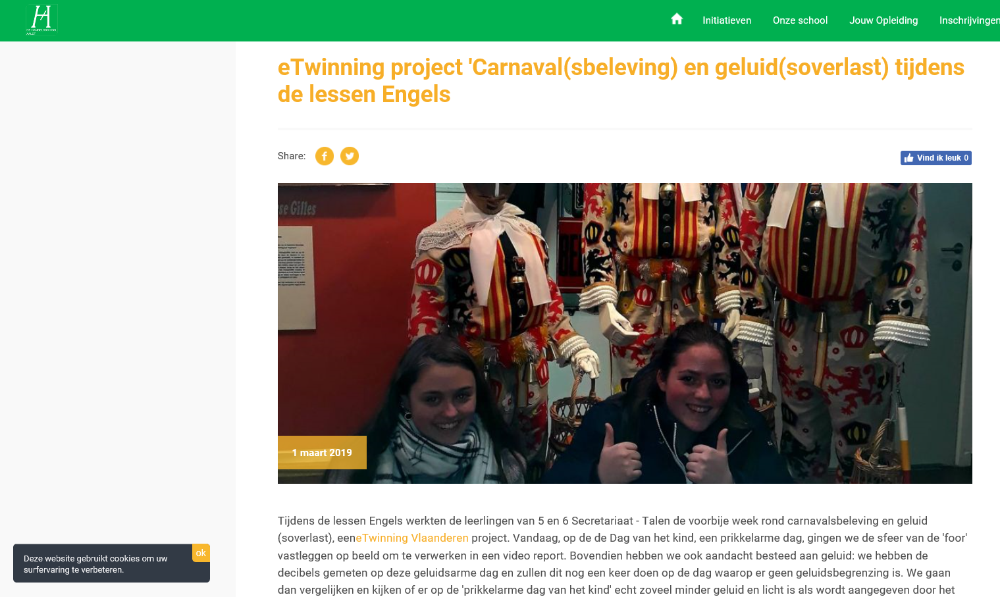 DE HANDELSSCHOOL
AALST
Initiatieven
Onze school
Jouw Opleiding
Inschrijvingen
eTwinning project 'Carnaval(sbeleving) en geluid(soverlast) tijdens
de lessen Engels
Share:
Vind ik leuk 0
se Gilles
1 maart 2019
Tijdens de lessen Engels werkten de leerlingen van 5 en 6 Secretariaat - Talen de voorbije week rond carnavalsbeleving en geluid
(soverlast), eeneTwinning Vlaanderen project. Vandaag, op de de Dag van het kind, een prikkelarme dag, gingen we de sfeer van de 'foor'
vastleggen op beeld om te verwerken in een video report. Bovendien hebben we ook aandacht besteed aan geluid: we hebben de
decibels gemeten op deze geluidsarme dag en zullen dit nog een keer doen op de dag waarop er geen geluidsbegrenzing is. We gaan
dan vergelijken en kijken of er op de 'prikkelarme dag van het kind' echt zoveel minder geluid en licht is als wordt aangegeven door het
Deze website gebruikt cookies om uw
surfervaring te verbeteren.
ok